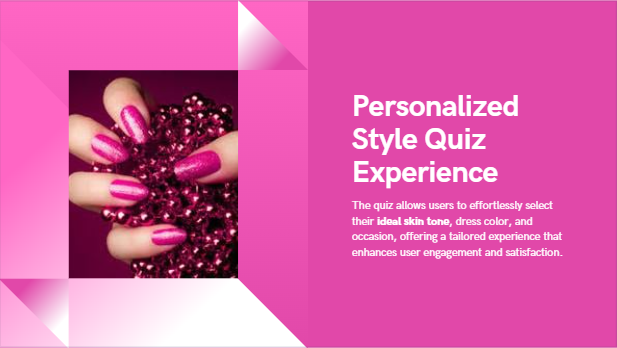 Personalized
Style Quiz
Experience
The quiz allows users to effortlessly select
their ideal skin tone, dress color, and
occasion, offering a tailored experience that
enhances user engagement and satisfaction.